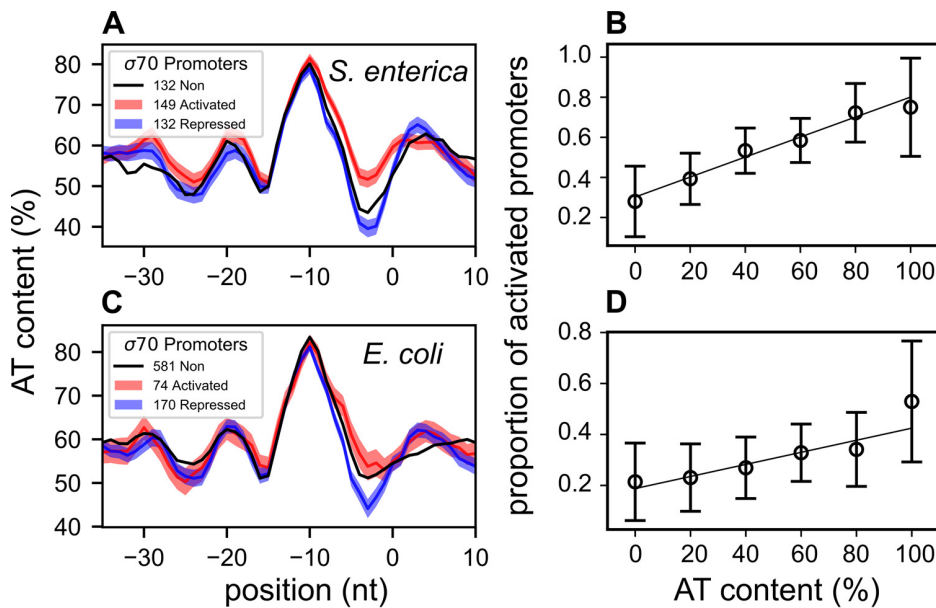 A
σ70 Promoters
132 Non
149 Activated
132 Repressed
S. enterica
80
70
60
50
40
−30
−20
−10
0
10
AT content (%)
B
1.0
0.8
0.6
0.4
0.2
0
20
40
60
80
100
proportion of activated promoters
C
σ70 Promoters
581 Non
74 Activated
170 Repressed
E. coli
80
70
60
50
40
−30
−20
−10
0
10
position (nt)
D
0.8
0.6
0.4
0.2
0
20
40
60
80
100
AT content (%)